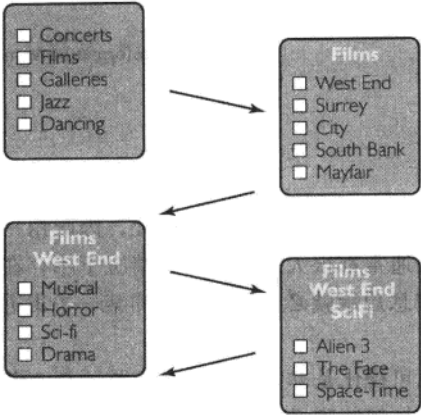 Concerts
Films
Galleries
Jazz
Dancing
Films
West End
Surrey
City
South Bank
Mayfair
Films
West End
Musical
Horror
Sci-fi
Drama
Films
West End
SciFi
Alien 3
The Face
Space-Time